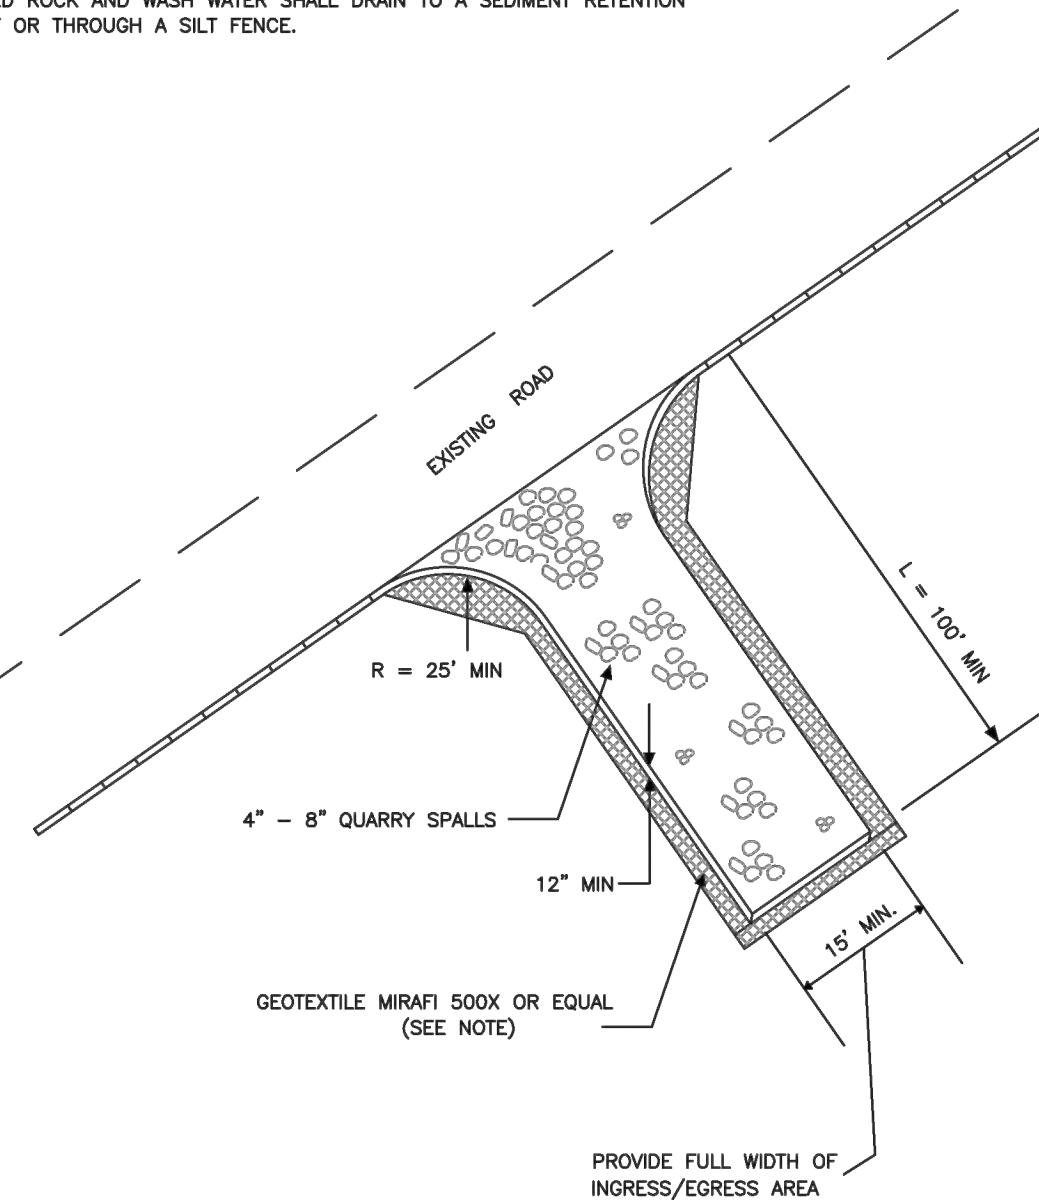 ROCK AND WASH WATER SHALL DRAIN TO A SEDIMENT RETENTION
OR THROUGH A SILT FENCE.
EXISTING ROAD
L = 100' MIN
R = 25' MIN
4" - 8" QUARRY SPALLS
12" MIN
15' MIN.
GEOTEXTILE MIRAFI 500X OR EQUAL
(SEE NOTE)
PROVIDE FULL WIDTH OF
INGRESS/EGRESS AREA